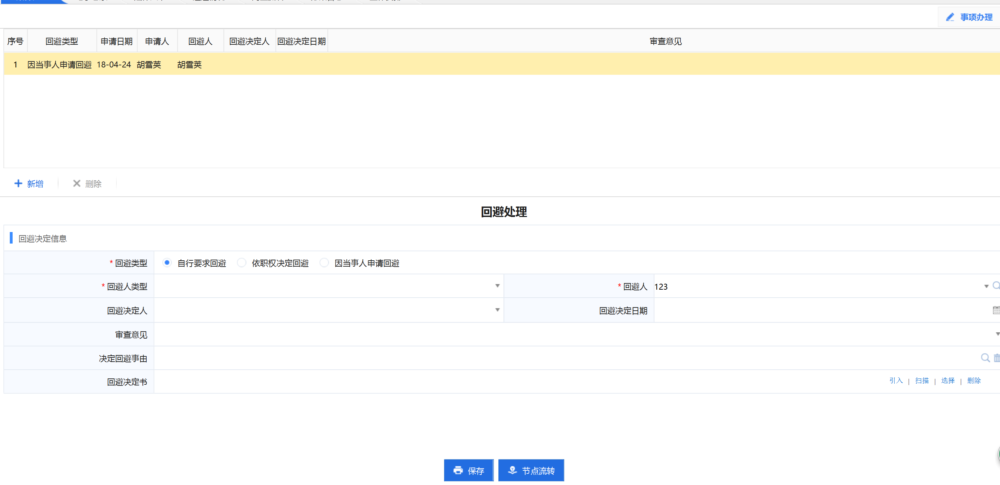 事项办理
序号 回避类型 申请日期 申请人 回避人 回避决定人 回避决定日期 审查意见
1 因当事人申请回避 18-04-24 胡雪荚 胡雪荚
新增 删除
回避处理
回避决定信息
* 回避类型 自行要求回避 依职权决定回避 因当事人申请回避
* 回避人类型 * 回避人 123
回避决定人 回避决定日期
审查意见
决定回避事由
回避决定书 引入 | 扫描 | 选择 | 删除
保存 节点流转